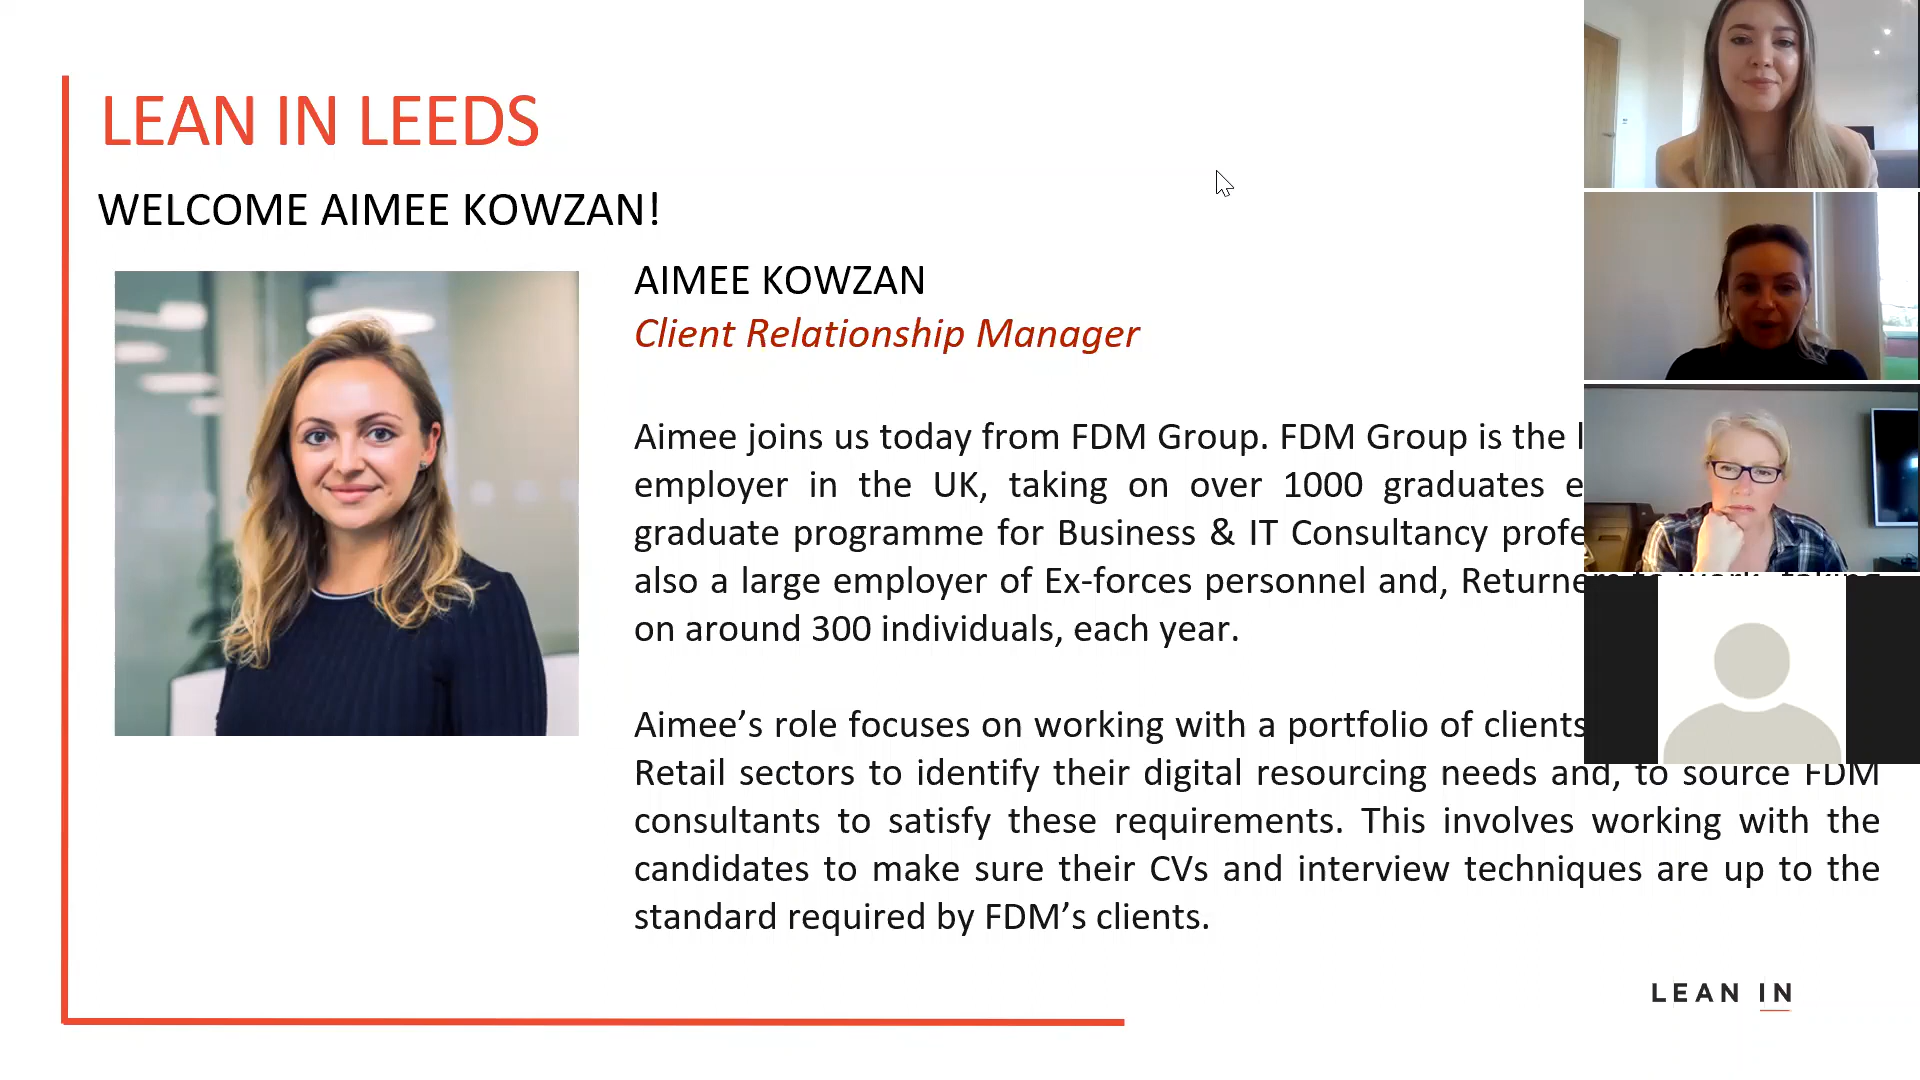 LEAN IN LEEDS
WELCOME AIMEE KOWZAN!
AIMEE KOWZAN
Client Relationship Manager
Aimee joins us today from FDM Group. FDM Group is the
employer in the UK, taking on over 1000 graduates
graduate programme for Business & IT Consultancy
also a large employer of Ex-forces personnel and, Returners to work, taking
on around 300 individuals, each year.
Aimee’s role focuses on working with a portfolio of clients
Retail sectors to identify their digital resourcing needs and, to source FDM
consultants to satisfy these requirements. This involves working with the
candidates to make sure their CVs and interview techniques are up to the
standard required by FDM’s clients.
LEAN IN